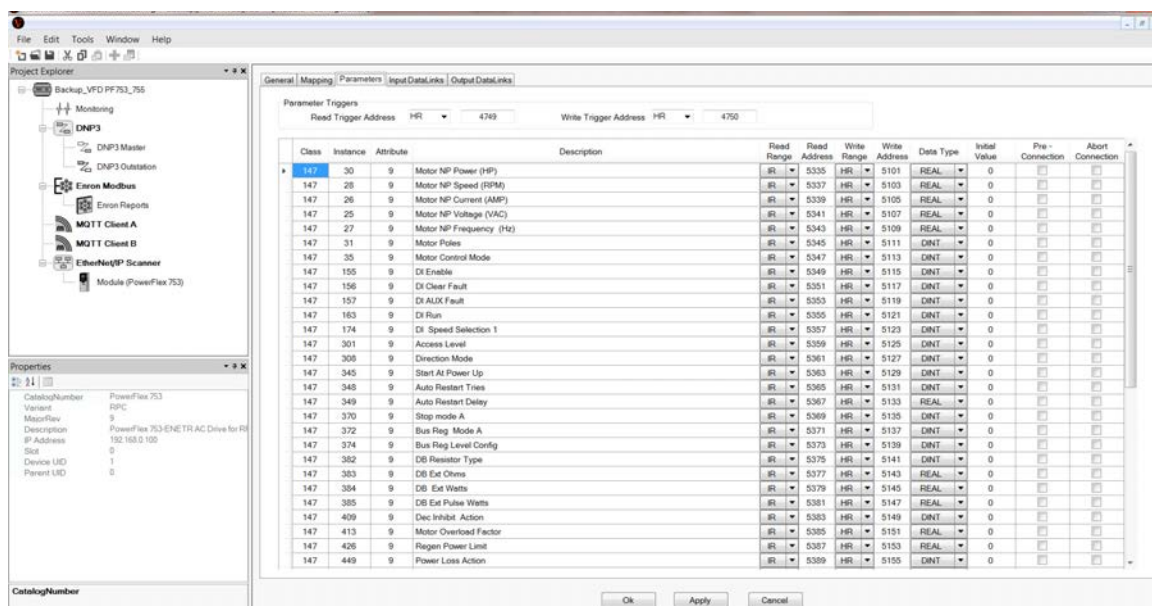 File Edit Tools Window Help
Project Explorer
Backup_VFD PF753_755
Monitoring
DNP3
DNP3 Master
DNP3 Outstation
Enron Modbus
Enron Reports
MQTT Client A
MQTT Client B
EtherNet/IP Scanner
Module (PowerFlex 753)
Properties
CatalogNumber PowerFlex 753
Variant RPC
MajorRev 9
Description PowerFlex 753-ENETR AC Drive for
IP Address 192.168.0.100
Slot 0
Device UID 1
Parent UID 0
CatalogNumber
General Mapping Parameters Input DataLinks Output DataLinks
Parameter Triggers
Read Trigger Address HR 4749 Write Trigger Address HR 4750
Class Instance Attribute Description Read Range Read Address Write Range Write Address Data Type Initial Value Pre - Connection Abort Connection
147 30 9 Motor NP Power (HP) IR 5335 HR 5101 REAL 0
147 28 9 Motor NP Speed (RPM) IR 5337 HR 5103 REAL 0
147 26 9 Motor NP Current (AMP) IR 5339 HR 5105 REAL 0
147 25 9 Motor NP Voltage (VAC) IR 5341 HR 5107 REAL 0
147 27 9 Motor NP Frequency (Hz) IR 5343 HR 5109 REAL 0
147 31 9 Motor Poles IR 5345 HR 5111 DINT 0
147 35 9 Motor Control Mode IR 5347 HR 5113 DINT 0
147 155 9 DI Enable IR 5349 HR 5115 DINT 0
147 156 9 DI Clear Fault IR 5351 HR 5117 DINT 0
147 157 9 DI AUX Fault IR 5353 HR 5119 DINT 0
147 163 9 DI Run IR 5355 HR 5121 DINT 0
147 174 9 DI Speed Selection 1 IR 5357 HR 5123 DINT 0
147 301 9 Access Level IR 5359 HR 5125 DINT 0
147 308 9 Direction Mode IR 5361 HR 5127 DINT 0
147 345 9 Start At Power Up IR 5363 HR 5129 DINT 0
147 348 9 Auto Restart Tries IR 5365 HR 5131 DINT 0
147 349 9 Auto Restart Delay IR 5367 HR 5133 REAL 0
147 370 9 Stop mode A IR 5369 HR 5135 DINT 0
147 372 9 Bus Reg Mode A IR 5371 HR 5137 DINT 0
147 374 9 Bus Reg Level Config IR 5373 HR 5139 DINT 0
147 382 9 DB Resistor Type IR 5375 HR 5141 DINT 0
147 383 9 DB Ext Ohms IR 5377 HR 5143 REAL 0
147 384 9 DB Ext Watts IR 5379 HR 5145 REAL 0
147 385 9 DB Ext Pulse Watts IR 5381 HR 5147 REAL 0
147 409 9 Dec Inhibit Action IR 5383 HR 5149 DINT 0
147 413 9 Motor Overload Factor IR 5385 HR 5151 REAL 0
147 426 9 Regen Power Limit IR 5387 HR 5153 REAL 0
147 449 9 Power Loss Action IR 5389 HR 5155 DINT 0
Ok Apply Cancel